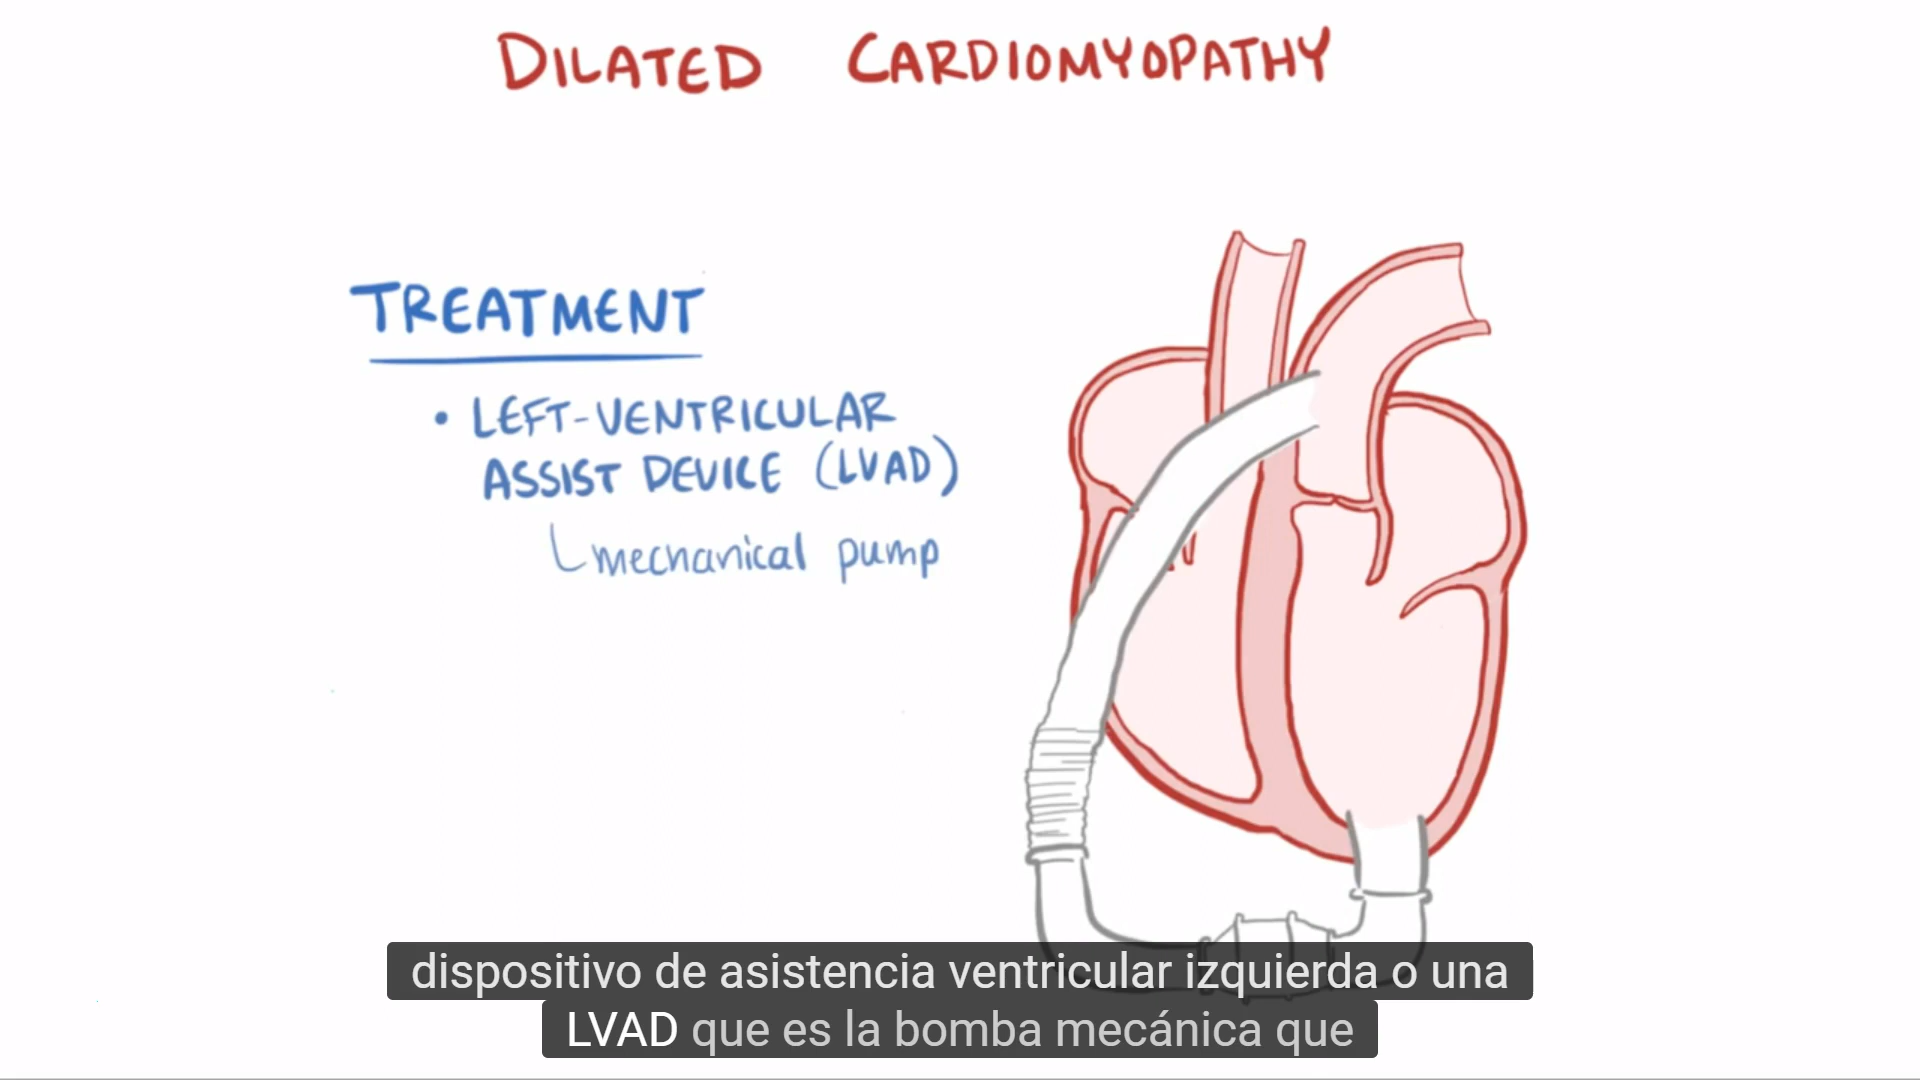 DILATED CARDIOMYOPATHY
TREATMENT
• LEFT-VENTRICULAR
ASSIST DEVICE (LVAD)
mechanical pump
dispositivo de asistencia ventricular izquierda o una
LVAD que es la bomba mecánica que